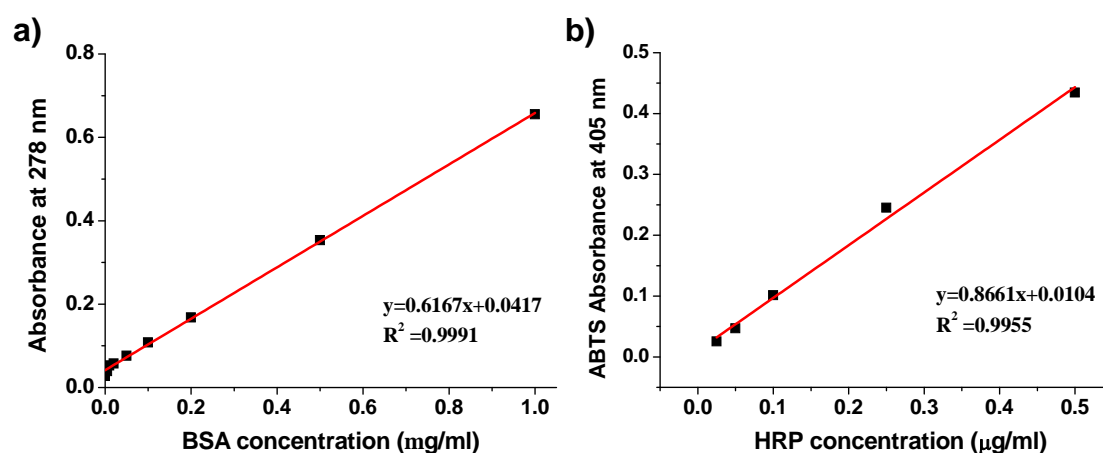 a)
0.8
0.6
0.4
0.2
0.0
Absorbance at 278 nm
y=0.6167x+0.0417
R² =0.9991
0.0 0.2 0.4 0.6 0.8 1.0
BSA concentration (mg/ml)
b)
0.5
0.4
0.3
0.2
0.1
0.0
ABTS Absorbance at 405 nm
y=0.8661x+0.0104
R² =0.9955
0.0 0.1 0.2 0.3 0.4 0.5
HRP concentration (μg/ml)